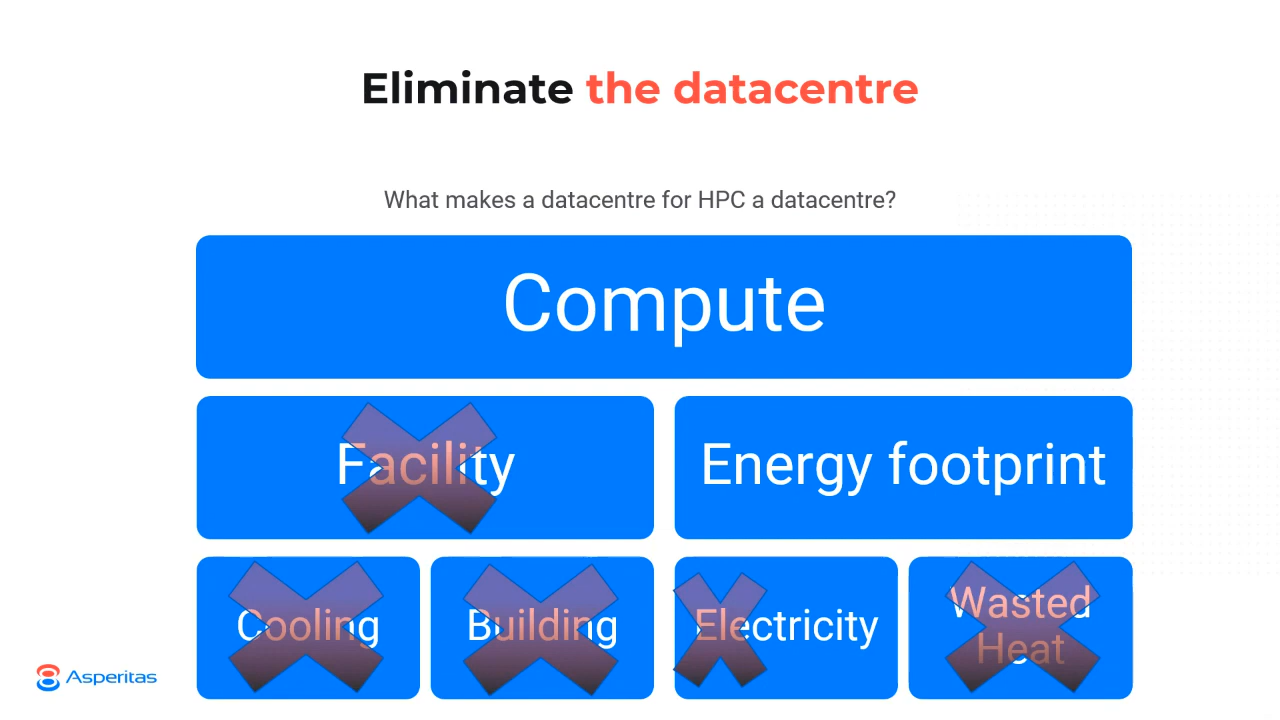 Eliminate the datacentre
What makes a datacentre for HPC a datacentre?
Compute
Facility
Energy footprint
Cooling
Building
Electricity
Wasted
Heat
Asperitas